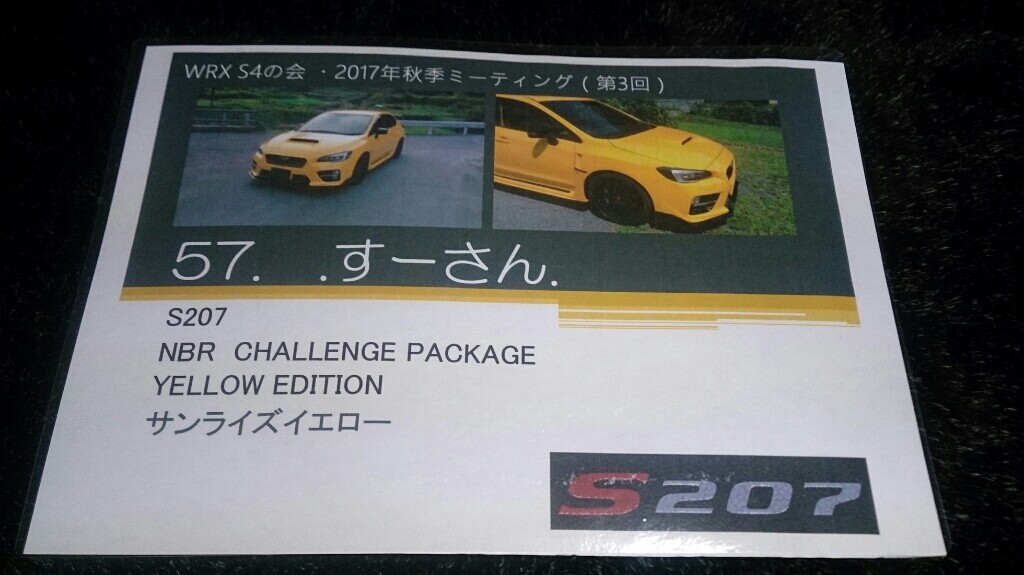 WRX S4の会 ・2017年秋季ミーティング ( 第3回 )
57. .すーさん.
S207
NBR CHALLENGE PACKAGE
YELLOW EDITION
サンライズイエロー
S207